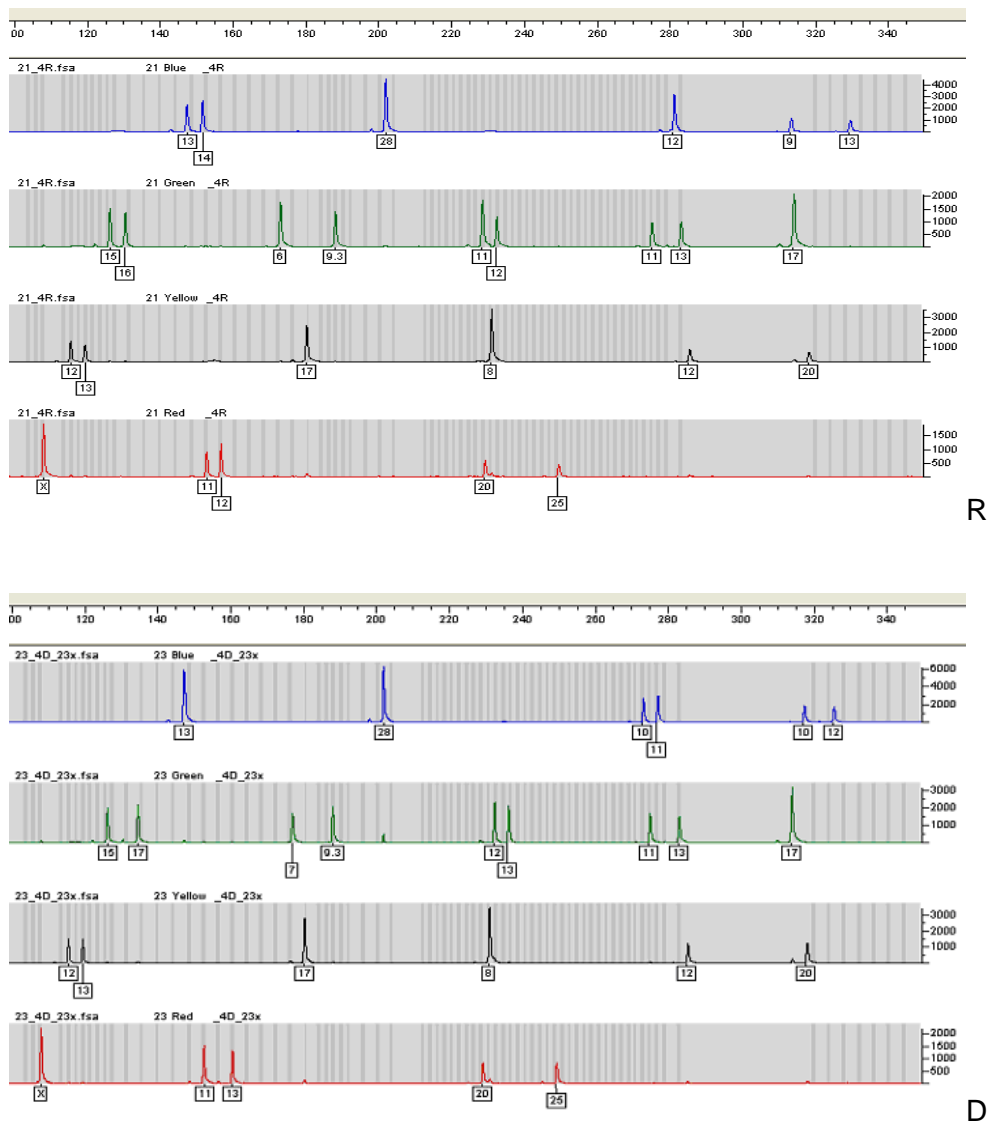 00 120 140 160 180 200 220 240 260 280 300 320 340
21_4R.fsa 21 Blue _4R
4000
3000
2000
1000
13 14 28 12 9 13
21_4R.fsa 21 Green _4R
2000
1500
1000
500
15 16 6 9.3 11 12 11 13 17
21_4R.fsa 21 Yellow _4R
3000
2000
1000
12 13 17 8 12 20
21_4R.fsa 21 Red _4R
1500
1000
500
X 11 12 20 25
R
00 120 140 160 180 200 220 240 260 280 300 320 340
23_4D_23x.fsa 23 Blue _4D_23x
6000
4000
2000
13 28 10 11 10 12
23_4D_23x.fsa 23 Green _4D_23x
3000
2000
1000
15 17 7 9.3 12 13 11 13 17
23_4D_23x.fsa 23 Yellow _4D_23x
3000
2000
1000
12 13 17 8 12 20
23_4D_23x.fsa 23 Red _4D_23x
2000
1500
1000
500
X 11 13 20 25
D